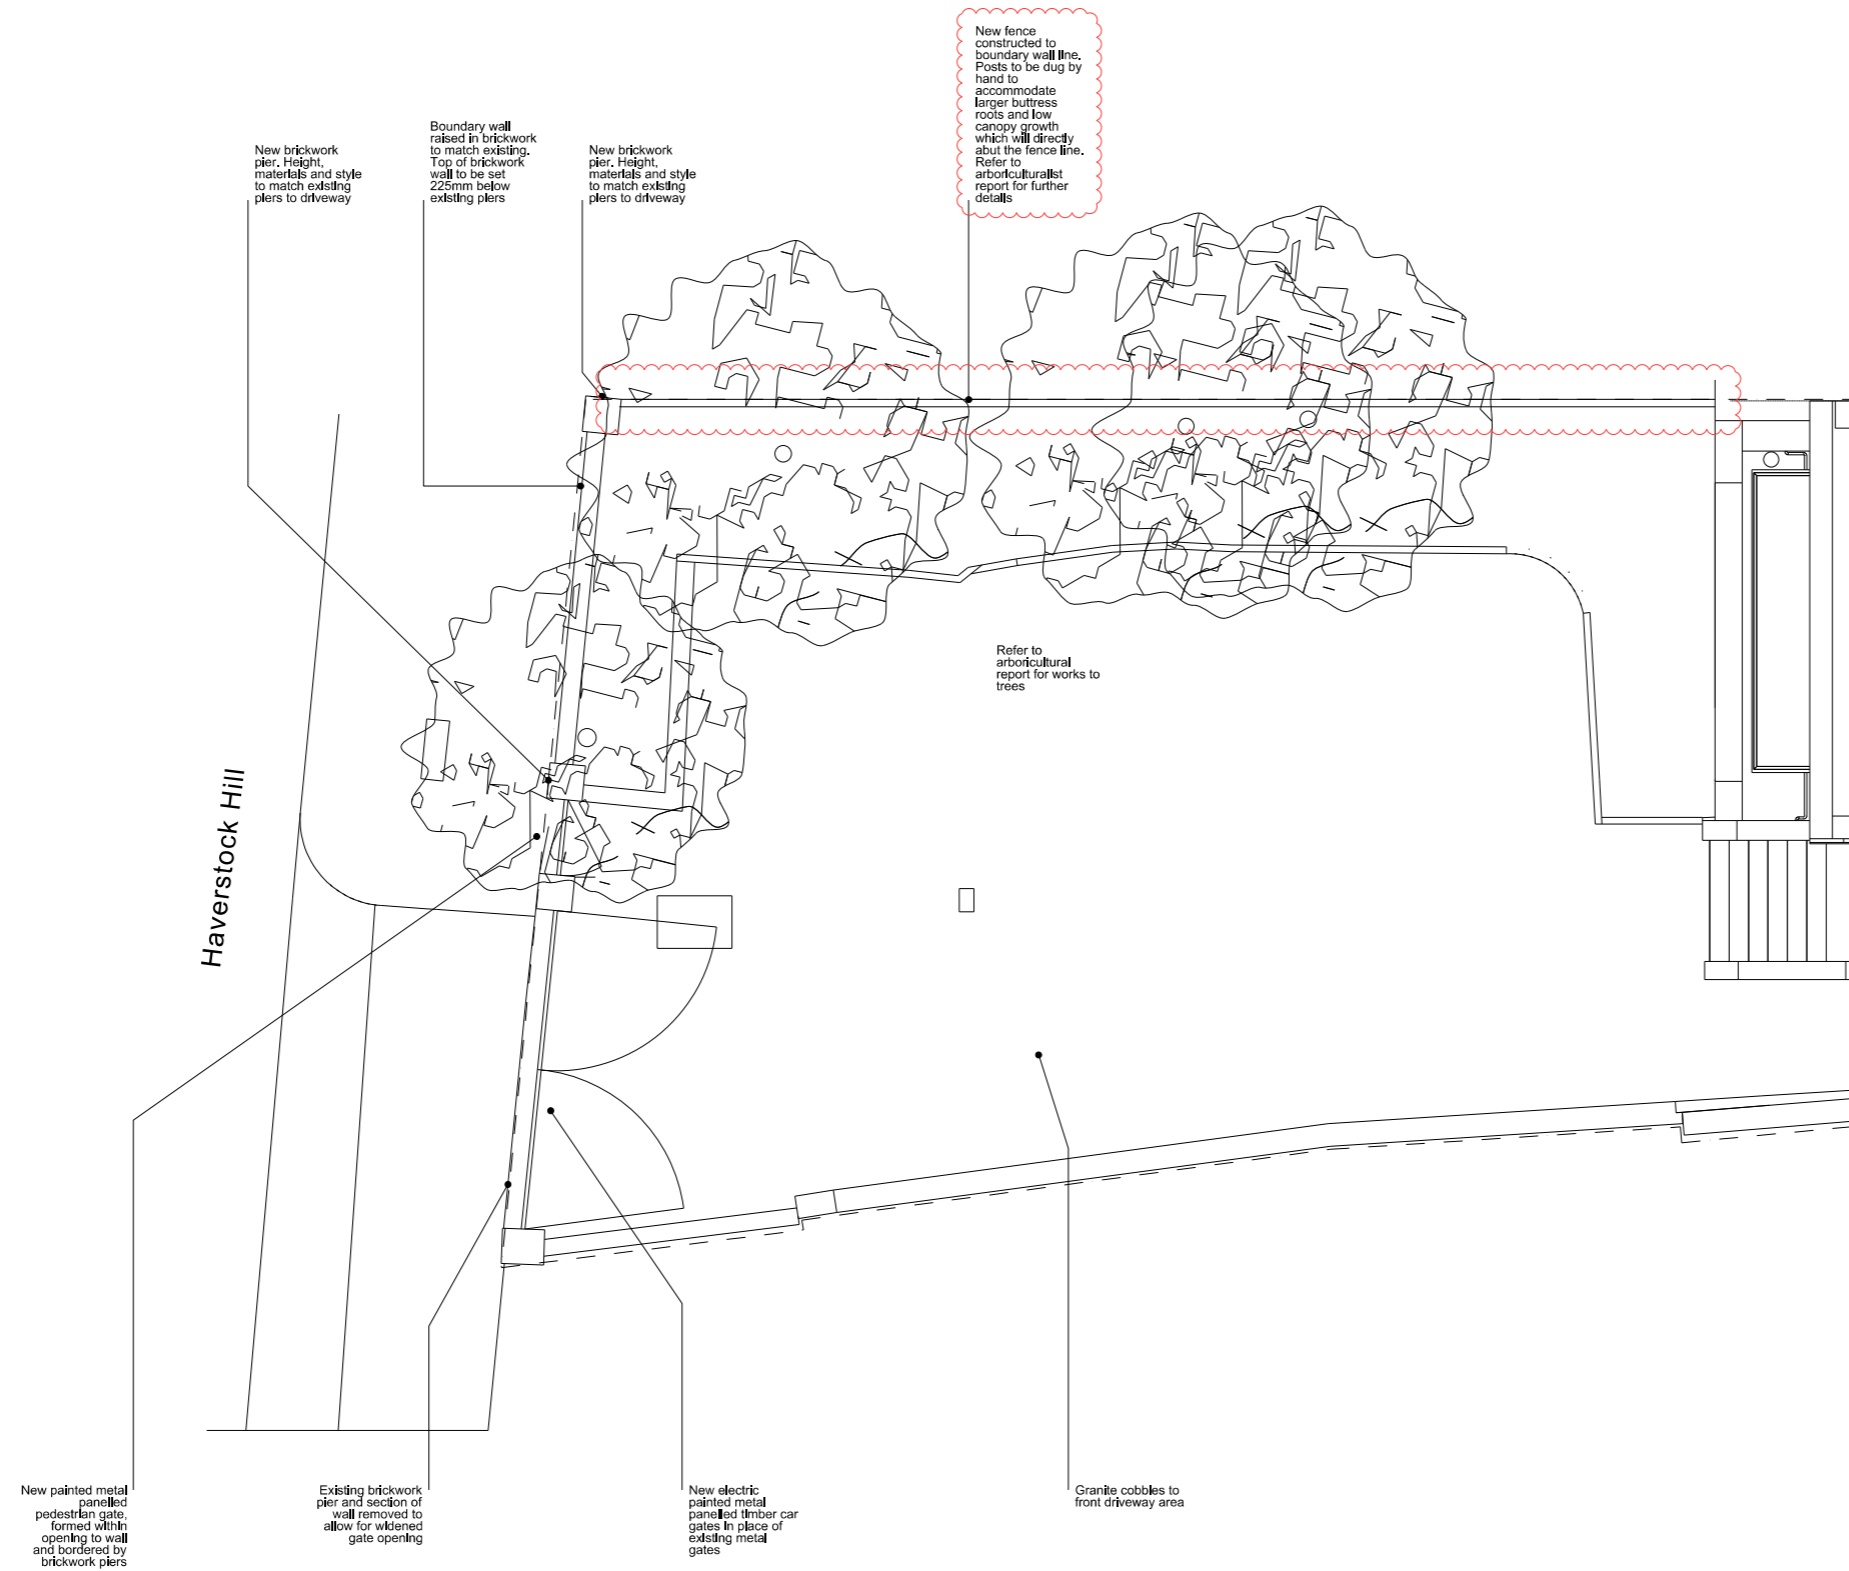 New fence
constructed to
boundary wall line.
Posts to be dug by
hand to
accommodate
larger buttress
roots and low
canopy growth
which will directly
abut the fence line.
Refer to
arboriculturalist
report for further
details
New brickwork
pier. Height,
materials and style
to match existing
piers to driveway
Boundary wall
raised in brickwork
to match existing.
Top of brickwork
wall to be set
225mm below
existing piers
New brickwork
pier. Height,
materials and style
to match existing
piers to driveway
Refer to
arboricultural
report for works to
trees
Haverstock Hill
New painted metal
panelled
pedestrian gate,
formed within
opening to wall
and bordered by
brickwork piers
Existing brickwork
pier and section of
wall removed to
allow for widened
gate opening
New electric
painted metal
panelled timber car
gates in place of
existing metal
gates
Granite cobbles to
front driveway area